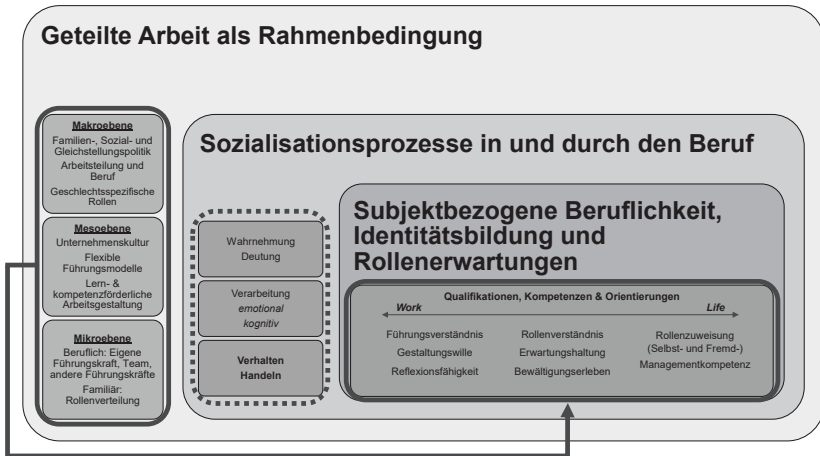 Geteilte Arbeit als Rahmenbedingung
Makroebene
Familien-, Sozial- und
Gleichstellungspolitik
Arbeitsteilung und
Beruf
Geschlechtsspezifische
Rollen
Mesoebene
Unternehmenskultur
Flexible
Führungsmodelle
Lern- &
kompetenzförderliche
Arbeitsgestaltung
Mikroebene
Beruflich: Eigene
Führungskraft, Team,
andere Führungskräfte
Familiär:
Rollenverteilung
Sozialisationsprozesse in und durch den Beruf
Wahrnehmung
Deutung
Verarbeitung
emotional
kognitiv
Verhalten
Handeln
Subjektbezogene Beruflichkeit,
Identitätsbildung und
Rollenerwartungen
Qualifikationen, Kompetenzen & Orientierungen
Work
Life
Führungsverständnis
Gestaltungswille
Reflexionsfähigkeit
Rollenverständnis
Erwartungshaltung
Bewältigungserleben
Rollenzuweisung
(Selbst- und Fremd-)
Managementkompetenz